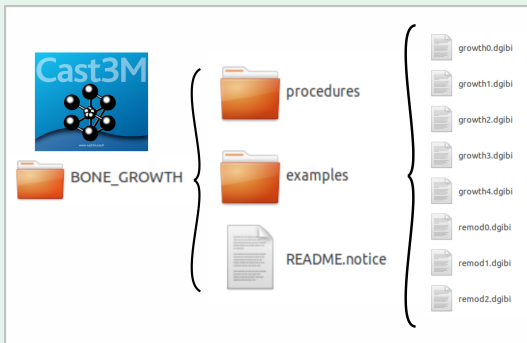 Cast3M
BONE_GROWTH
procedures
examples
README.notice
growth0.dgibi
growth1.dgibi
growth2.dgibi
growth3.dgibi
growth4.dgibi
remod0.dgibi
remod1.dgibi
remod2.dgibi